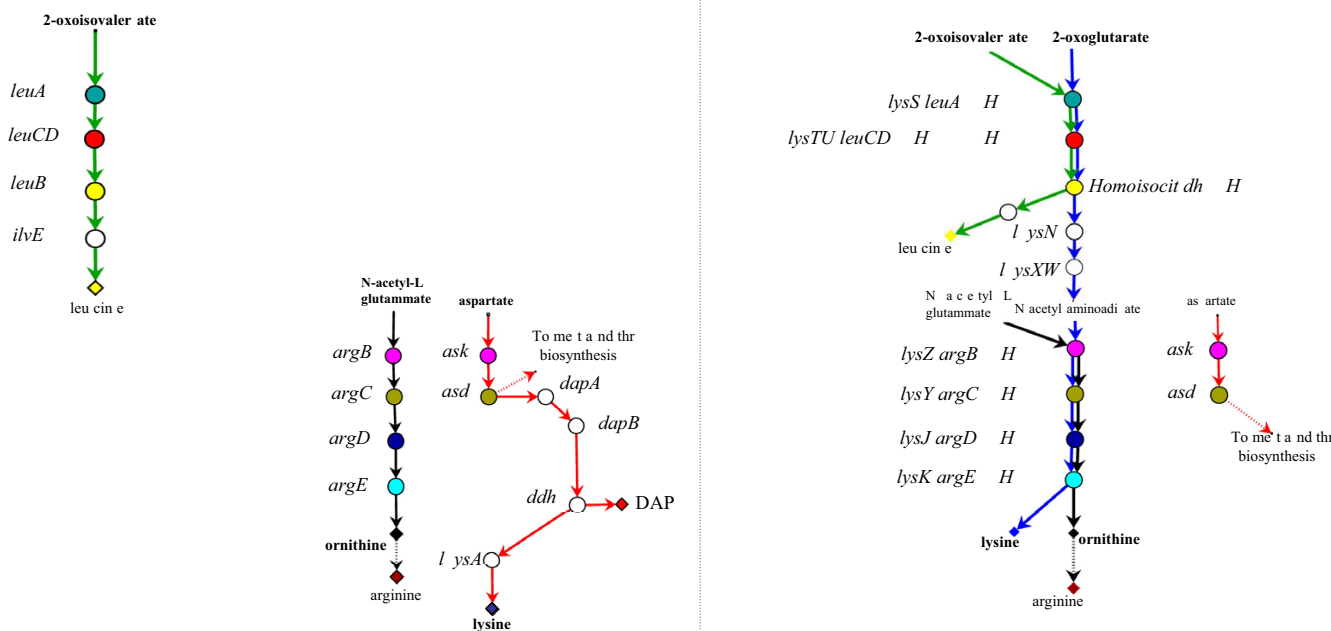 2-oxoisovaler ate
leuA
leuCD
leuB
ilvE
leu cin e
N-acetyl-L
glutammate
aspartate
To me t a nd thr
biosynthesis
argB
ask
argC
asd
dapA
dapB
argD
argE
ddh
DAP
ornithine
l ysA
arginine
lysine
2-oxoisovaler ate
2-oxoglutarate
lysS leuA H
lysTU leuCD H H
Homoisocit dh H
l ysN
leu cin e
l ysXW
N a c e tyl L
glutammate
N acetyl aminoadi ate
as artate
lysZ argB H
ask
lysY argC H
asd
lysJ argD H
To me t a nd thr
biosynthesis
lysK argE H
lysine
ornithine
arginine